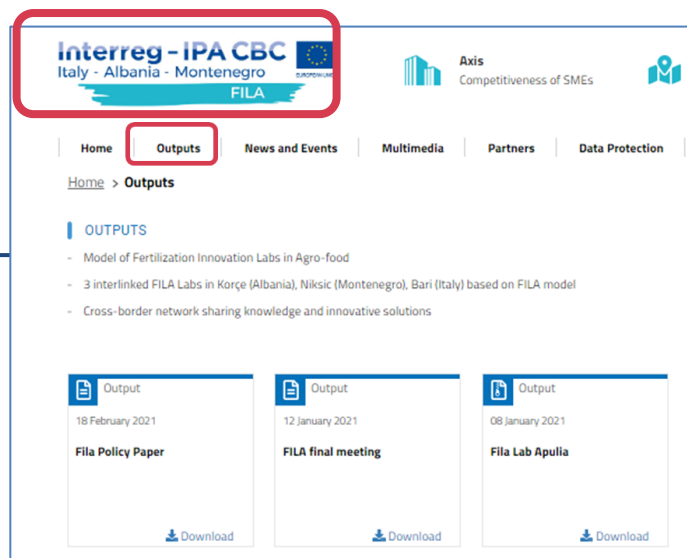 Interreg - IPA CBC
Italy - Albania - Montenegro
EUROPEAN UNION
FILA
Axis
Competitiveness of SMEs
Home Outputs News and Events Multimedia Partners Data Protection
Home > Outputs
OUTPUTS
- Model of Fertilization Innovation Labs in Agro-food
- 3 interlinked FILA Labs in Korçe (Albania), Niksic (Montenegro), Bari (Italy) based on FILA model
- Cross-border network sharing knowledge and innovative solutions
Output Output Output
18 February 2021 12 January 2021 08 January 2021
Fila Policy Paper FILA final meeting Fila Lab Apulia
Download Download Download